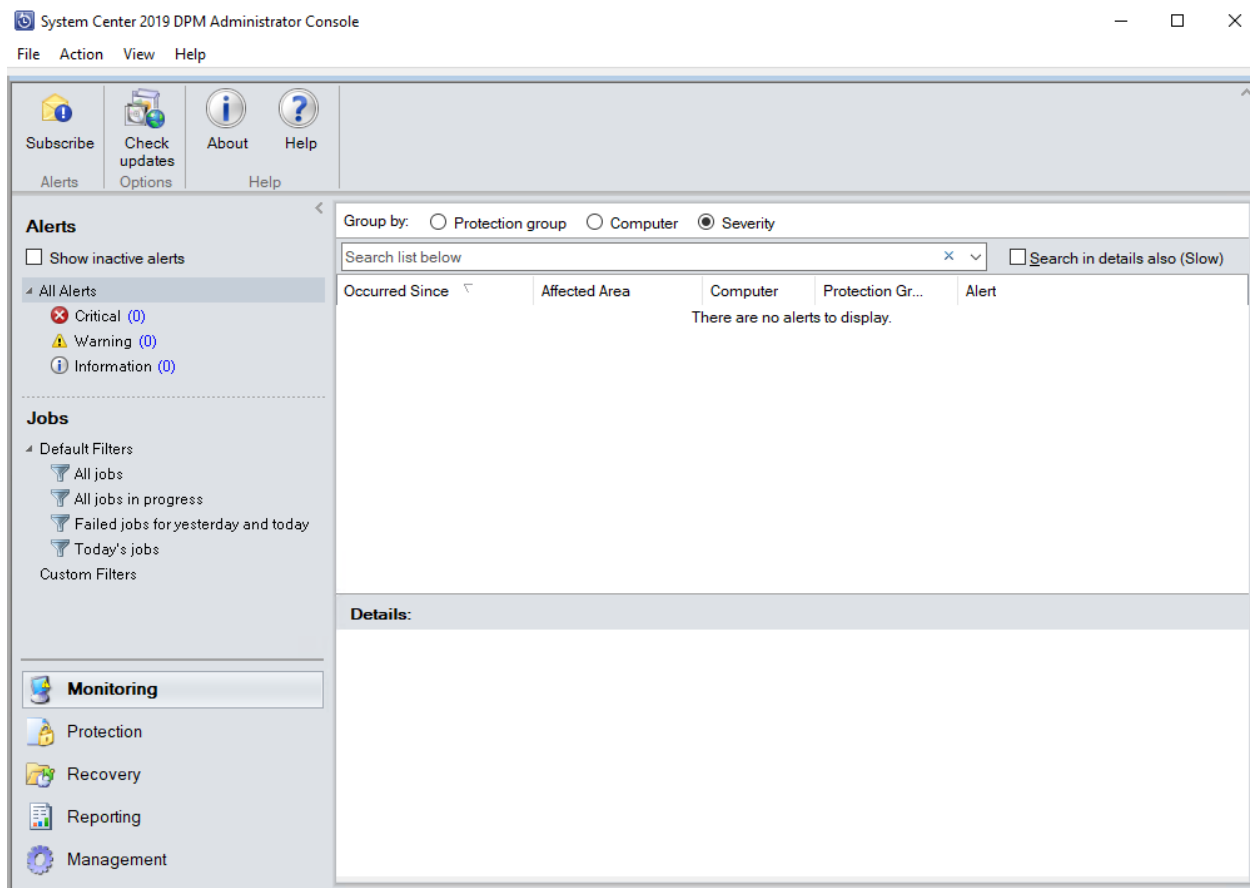 System Center 2019 DPM Administrator Console
File Action View Help
Subscribe
Check updates
About
Help
Alerts
Options
Help
Alerts
Show inactive alerts
All Alerts
Critical (0)
Warning (0)
Information (0)
Jobs
Default Filters
All jobs
All jobs in progress
Failed jobs for yesterday and today
Today's jobs
Custom Filters
Monitoring
Protection
Recovery
Reporting
Management
Group by: Protection group Computer Severity
Search list below
Search in details also (Slow)
Occurred Since Affected Area Computer Protection Gr... Alert
There are no alerts to display.
Details: